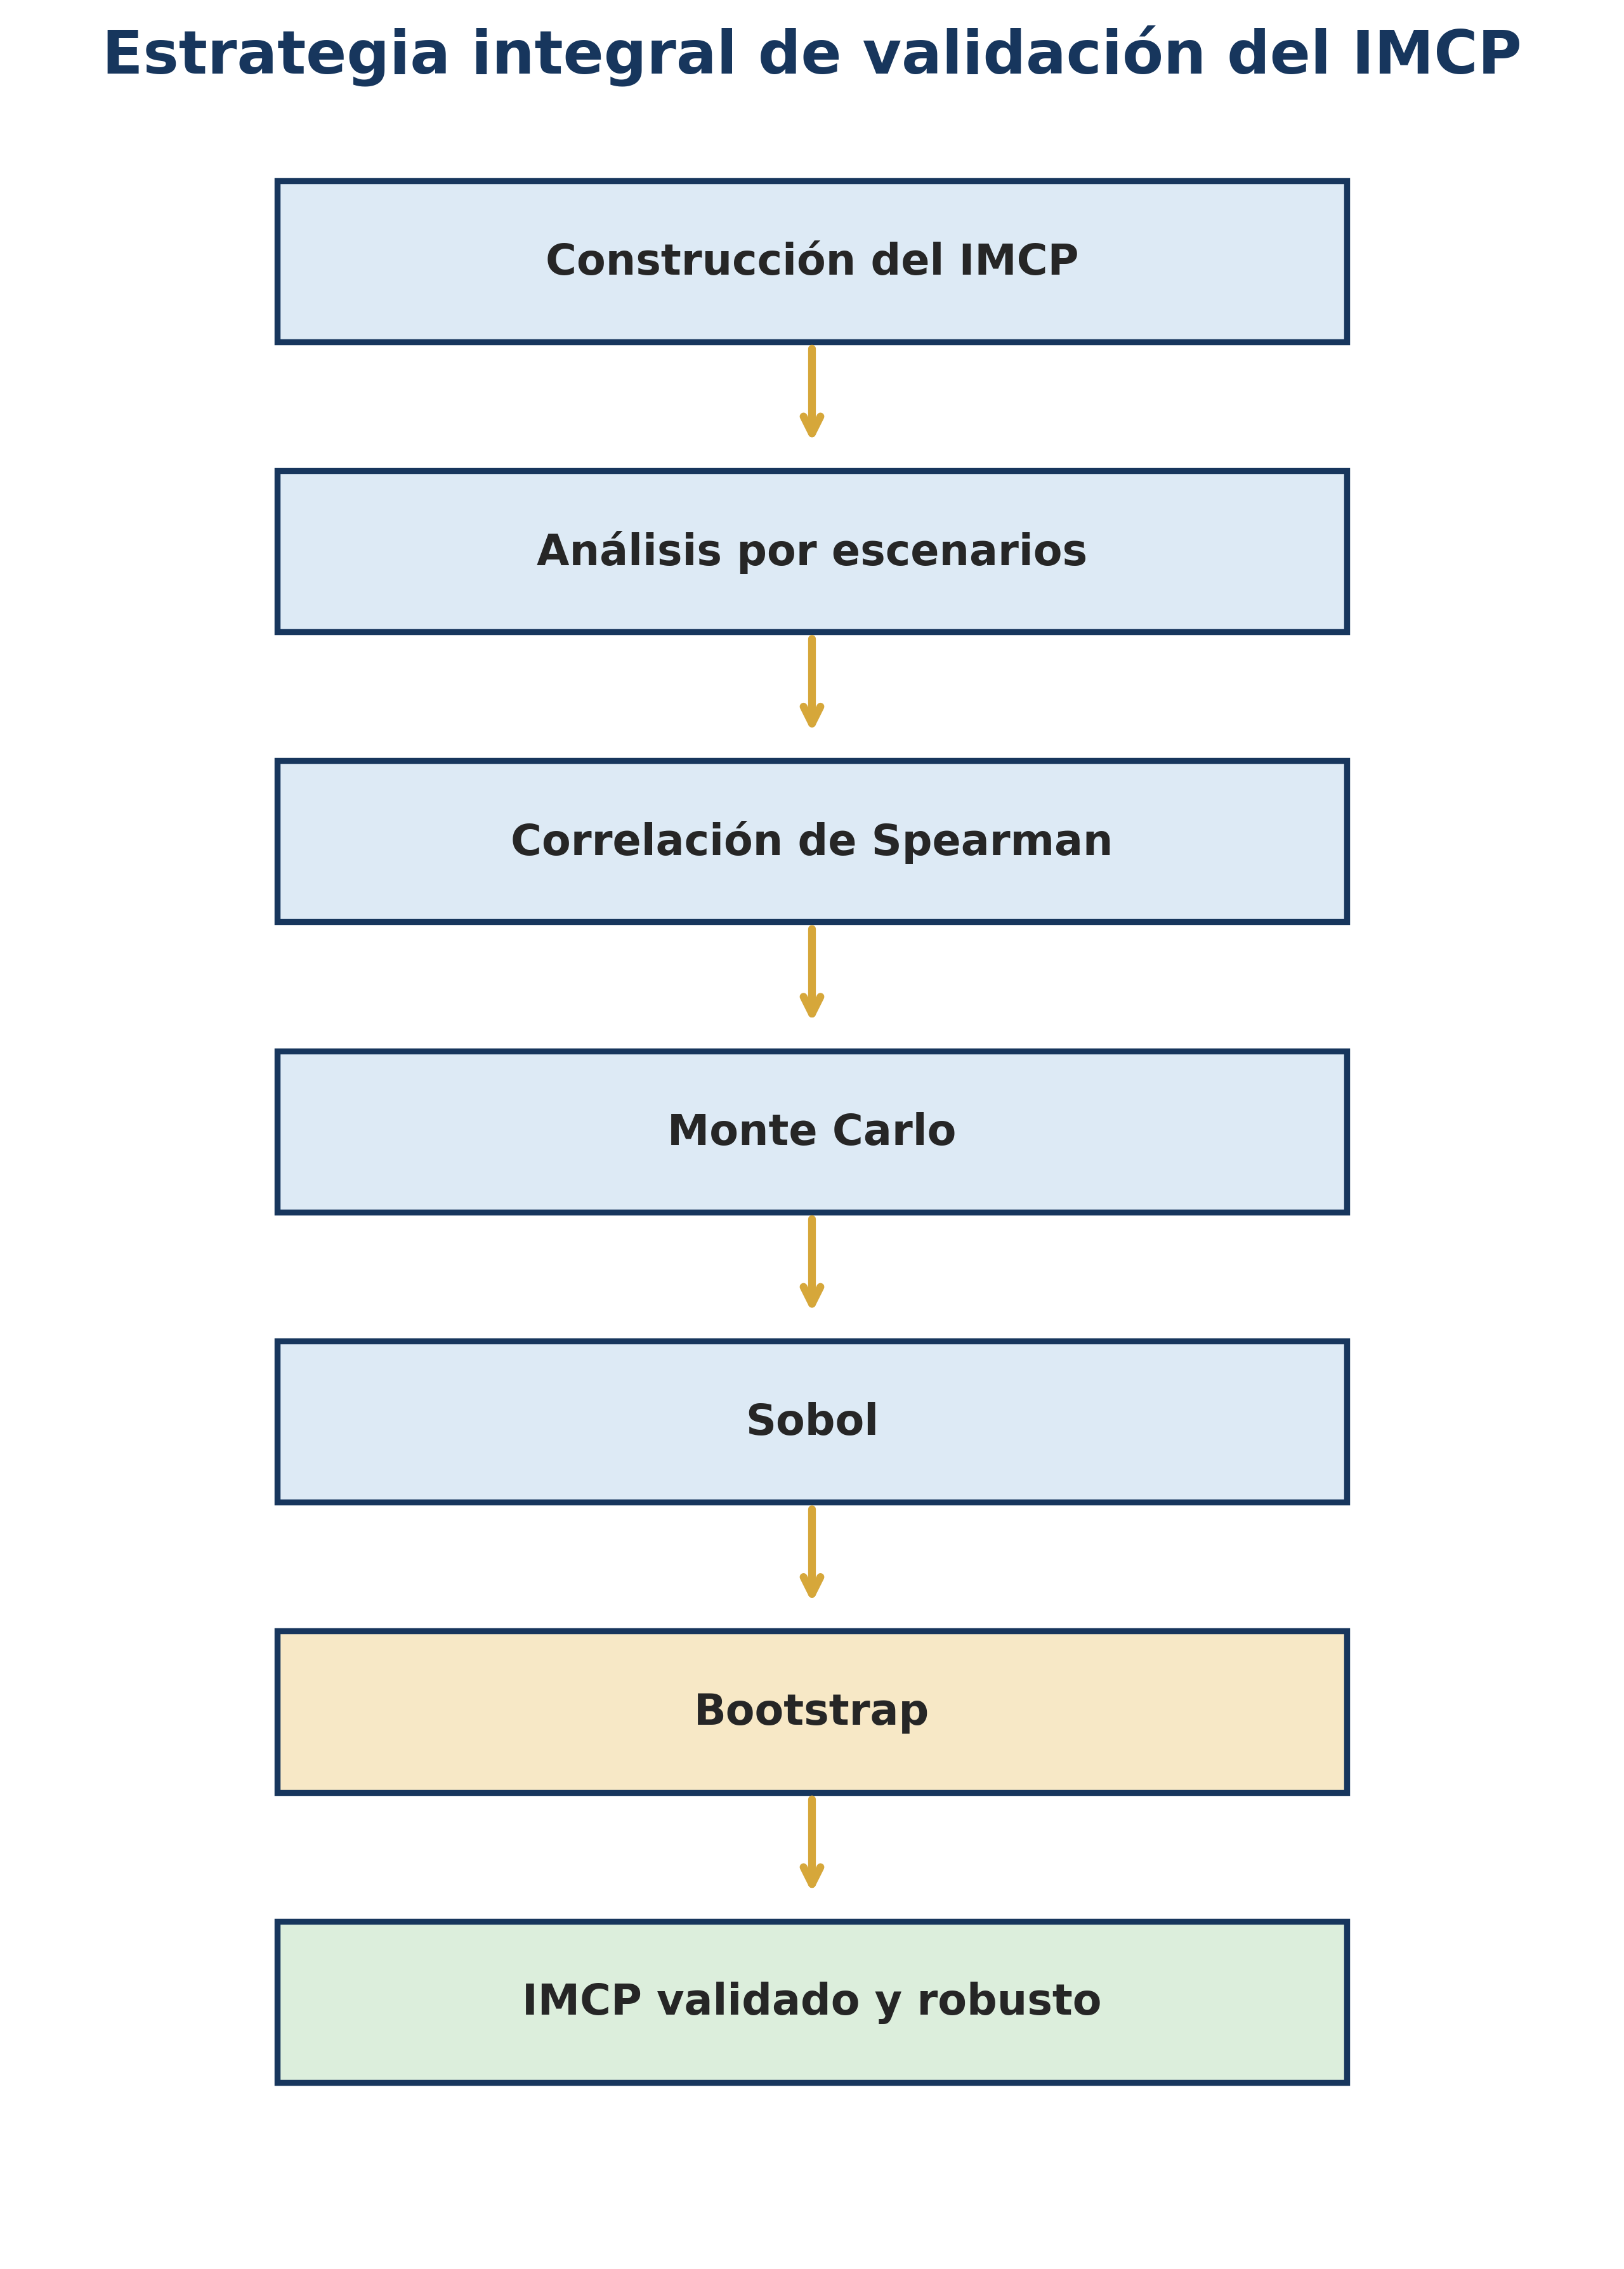 Estrategia integral de validación del IMCP
Construcción del IMCP
Análisis por escenarios
Correlación de Spearman
Monte Carlo
Sobol
Bootstrap
IMCP validado y robusto